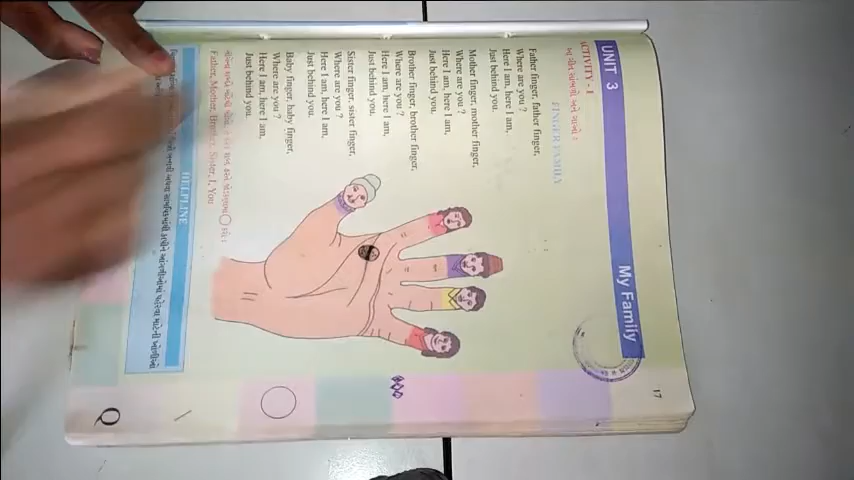 UNIT 3
My Family
ACTIVITY - 1
FINGER FAMILY
Father finger, father finger,
Where are you ?
Here I am, here I am,
Just behind you.
Mother finger, mother finger,
Where are you ?
Here I am, here I am,
Just behind you.
Brother finger, brother finger,
Where are you ?
Here I am, here I am,
Just behind you.
Sister finger, sister finger,
Where are you ?
Here I am, here I am,
Just behind you.
Baby finger, baby finger,
Where are you ?
Here I am, here I am,
Just behind you.
Father, Mother, Brother, Sister, I, You
HELPLINE
17
Q